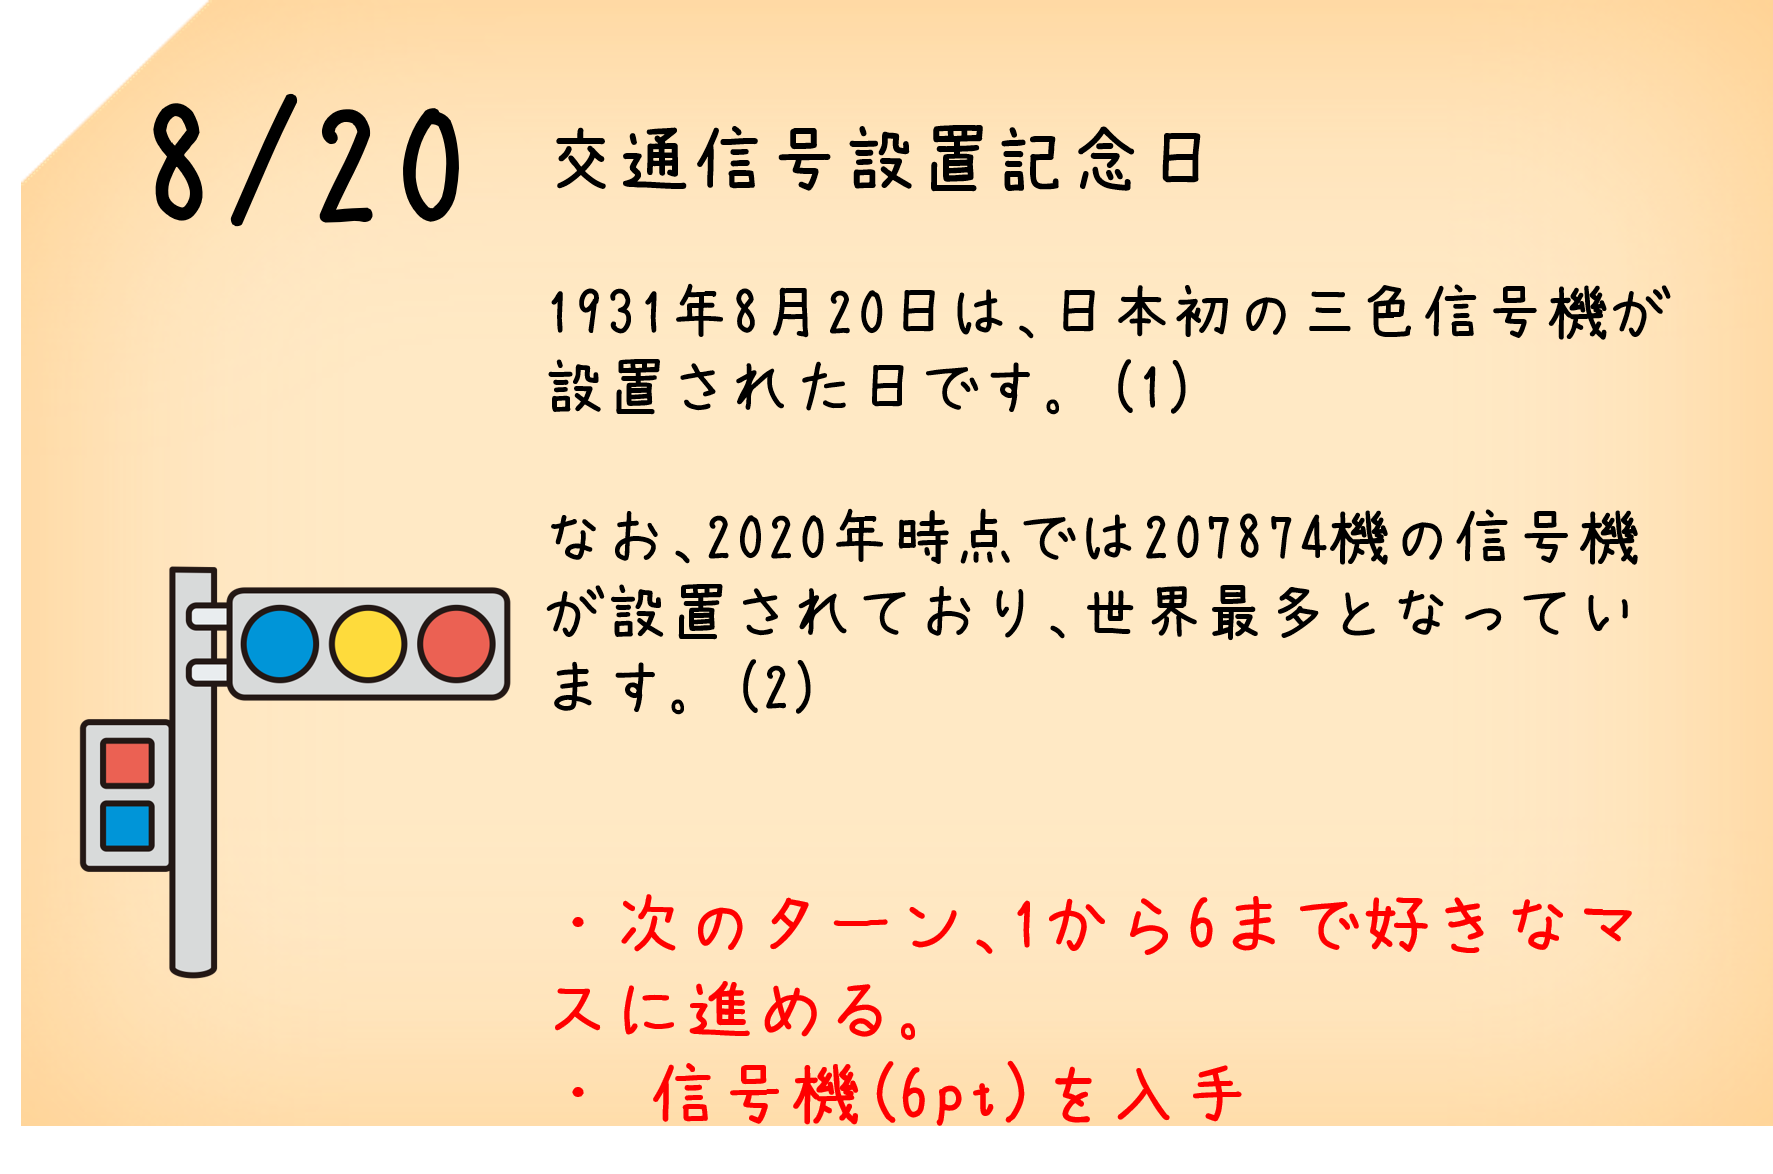 8/20
交通信号設置記念日
1931年8月20日は、日本初の三色信号機が
設置された日です。(1)
なお、2020年時点では207874機の信号機
が設置されており、世界最多となってい
ます。(2)
・次のターン、1から6まで好きなマ
スに進める。
・ 信号機(6pt)を入手